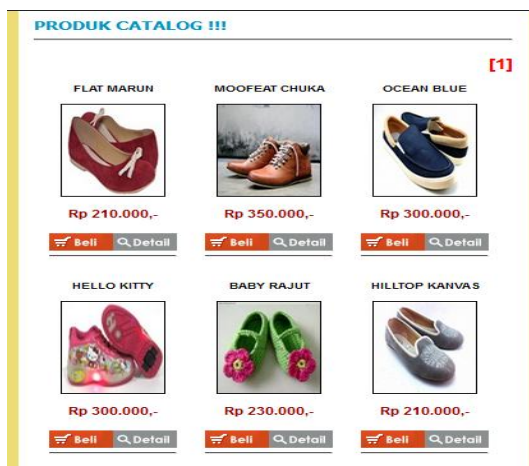 PRODUK CATALOG !!!
[1]
FLAT MARUN MOOFEAT CHUKA OCEAN BLUE
Rp 210.000,- Rp 350.000,- Rp 300.000,-
Beli Detail Beli Detail Beli Detail
HELLO KITTY BABY RAJUT HILLTOP KANVAS
Rp 300.000,- Rp 230.000,- Rp 210.000,-
Beli Detail Beli Detail Beli Detail